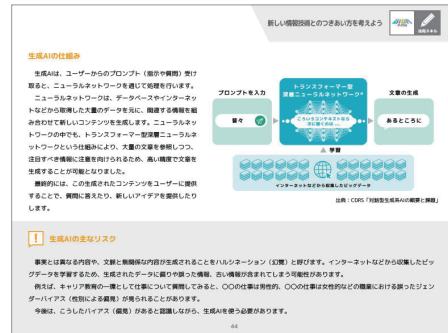 新しい情報技術とのつきあい方を考えよう
生成AIの仕組み
生成AIは、ユーザーからのプロンプト（指示や質問）受け
取ると、ニューラルネットワークを通じて処理を行います。
ニューラルネットワークは、データベースやインターネッ
トなどから取得した大量のデータを元に、関連する情報を組
み合わせて新しいコンテンツを生成します。ニューラルネッ
トワークの中でも、トランスフォーマー型深層ニューラルネ
ットワークという仕組みにより、大量の文章を参照しつつ、
注目すべき情報に注意を向けられるため、高い精度で文章を
生成することが可能となりました。
最終的には、この生成されたコンテンツをユーザーに提供
することで、質問に答えたり、新しいアイデアを提供したり
します。
プロンプトを入力
昔々
トランスフォーマー型
深層ニューラルネットワーク*
こういうコンテキストなら
次に続くのは…
文章の生成
あるところに
学習
インターネットなどから収集したビッグデータ
出典：CDRS「対話型生成系AIの概要と課題」
生成AIの主なリスク
事実とは異なる内容や、文脈と無関係な内容が生成されることをハルシネーション（幻覚）と呼びます。インターネットなどから収集したビッ
グデータを学習するため、生成されたデータに偏りや誤った情報、古い情報が含まれてしまう可能性があります。
例えば、キャリア教育の一環として仕事について質問してみると、〇〇の仕事は男性的、〇〇の仕事は女性的などの職業における誤ったジェン
ダーバイアス（性別による偏見）が見られることがあります。
今後は、こうしたバイアス（偏見）があると認識しながら、生成AIを使う必要があります。
44